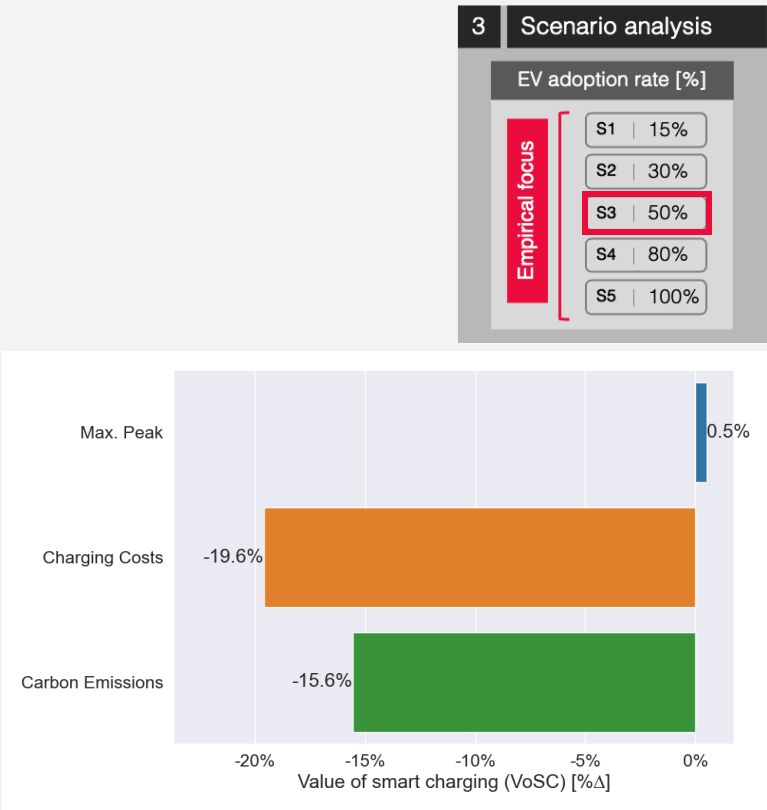 3 Scenario analysis
EV adoption rate [%]
Empirical focus
S1 | 15%
S2 | 30%
S3 | 50%
S4 | 80%
S5 | 100%
Max. Peak
0.5%
Charging Costs
-19.6%
Carbon Emissions
-15.6%
-20% -15% -10% -5% 0%
Value of smart charging (VoSC) [%Δ]